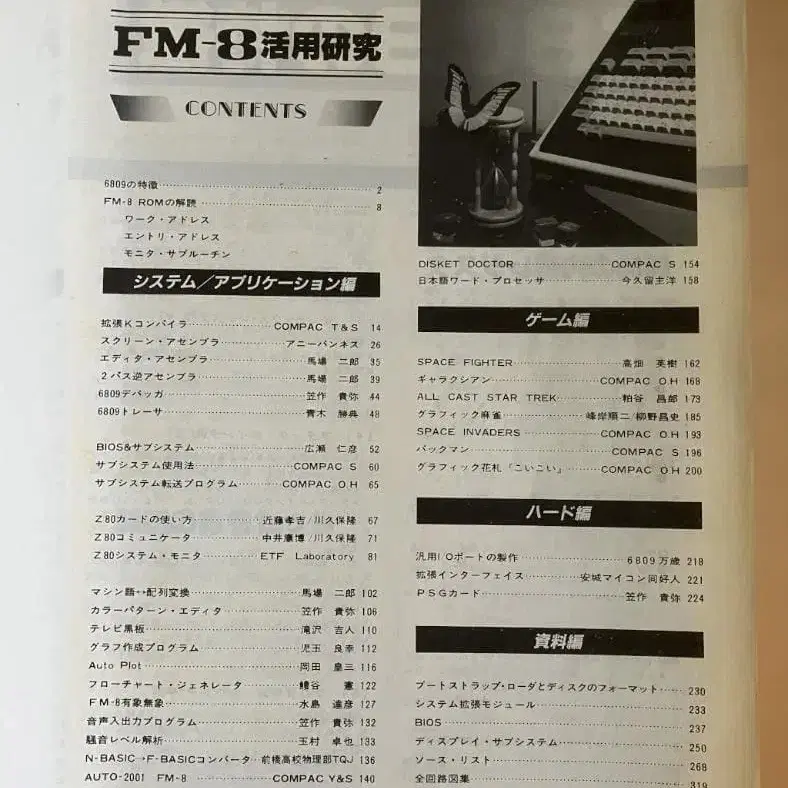 FM-8活用研究
CONTENTS
6809の特徴 2
FM-8 ROMの解読 8
ワーク・アドレス
エントリ・アドレス
モニタ・サブルーチン
システム/アプリケーション編
拡張Kコンパイラ COMPAC T&S 14
スクリーン・アセンブラ アニーバンネス 26
エディタ・アセンブラ 馬場 二郎 35
2パス逆アセンブラ 馬場 二郎 39
6809デバッガ 笠作 貴弥 44
6809トレーサ 青木 勝典 48
BIOS&サブシステム 広瀬 仁彦 52
サブシステム使用法 COMPAC S 60
サブシステム転送プログラム COMPAC O.H 65
Z80カードの使い方 近藤孝吉/川久保隆 67
Z80コミュニケータ 中井康博/川久保隆 71
Z80システム・モニタ ETF Laboratory 81
マシン語↔配列変換 馬場 二郎 102
カラーパターン・エディタ 笠作 貴弥 106
テレビ黒板 滝沢 吉人 110
グラフ作成プログラム 児玉 良幸 112
Auto Plot 岡田 皇三 116
フローチャート・ジェネレータ 鱛谷 憲 122
FM-8有象無象 水島 達彦 127
音声入出力プログラム 笠作 貴弥 132
騒音レベル解析 玉村 卓也 133
N-BASIC→F-BASICコンバータ 前橋高校物理部TQJ 136
AUTO-2001 FM-8 COMPAC Y&S 140
DISKET DOCTOR COMPAC S 154
日本語ワード・プロセッサ 今久留主洋 158
ゲーム編
SPACE FIGHTER 高畑 英樹 162
ギャラクシアン COMPAC O.H 168
ALL CAST STAR TREK 粕谷 昌郎 173
グラフィック麻雀 峰岸順二/柳野昌史 185
SPACE INVADERS COMPAC O.H 193
パックマン COMPAC S 196
グラフィック花札「こいこい」 COMPAC O.H 200
ハード編
汎用I/Oポートの製作 6809万歳 218
拡張インターフェイス 安城マイコン同好人 221
PSGカード 笠作 貴弥 224
資料編
ブートストラップ・ローダとディスクのフォーマット 230
システム拡張モジュール 233
BIOS 237
ディスプレイ・サブシステム 250
ソース・リスト 268
全回路図集 319